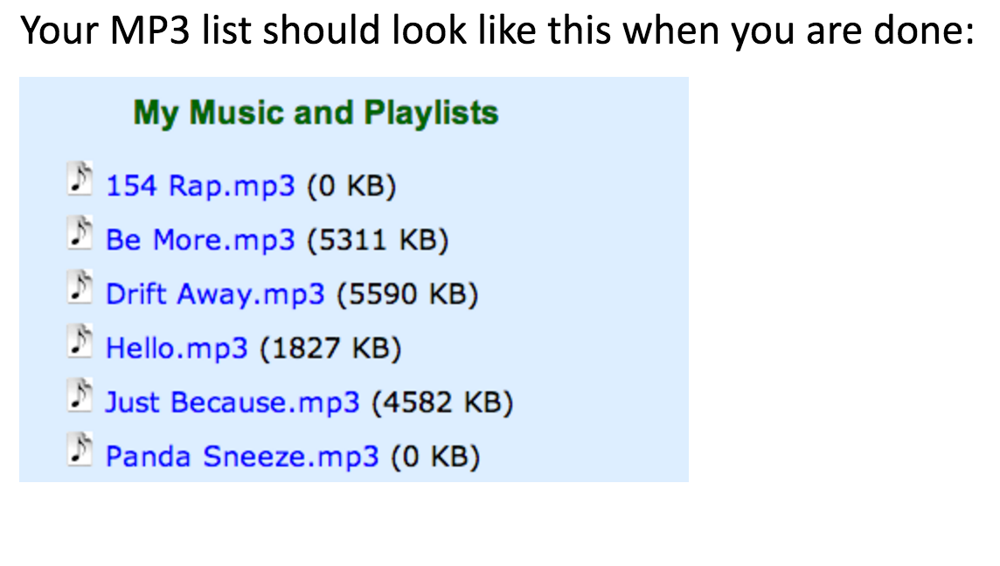 Your MP3 list should look like this when you are done:
My Music and Playlists
154 Rap.mp3 (0 KB)
Be More.mp3 (5311 KB)
Drift Away.mp3 (5590 KB)
Hello.mp3 (1827 KB)
Just Because.mp3 (4582 KB)
Panda Sneeze.mp3 (0 KB)